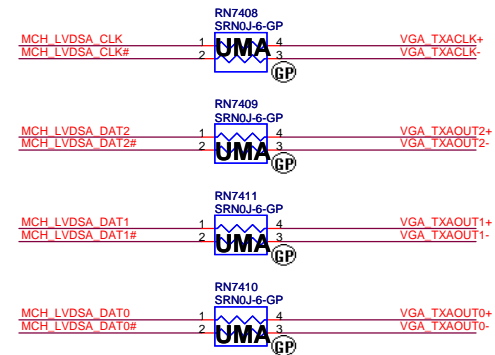 RN7408
SRN0J-6-GP
MCH_LVDSA_CLK 1 4 VGA_TXACLK+
MCH_LVDSA_CLK# 2 UMA 3 VGA_TXACLK-
GP
RN7409
SRN0J-6-GP
MCH_LVDSA_DAT2 1 4 VGA_TXAOUT2+
MCH_LVDSA_DAT2# 2 UMA 3 VGA_TXAOUT2-
GP
RN7411
SRN0J-6-GP
MCH_LVDSA_DAT1 1 4 VGA_TXAOUT1+
MCH_LVDSA_DAT1# 2 UMA 3 VGA_TXAOUT1-
GP
RN7410
SRN0J-6-GP
MCH_LVDSA_DAT0 1 4 VGA_TXAOUT0+
MCH_LVDSA_DAT0# 2 UMA 3 VGA_TXAOUT0-
GP